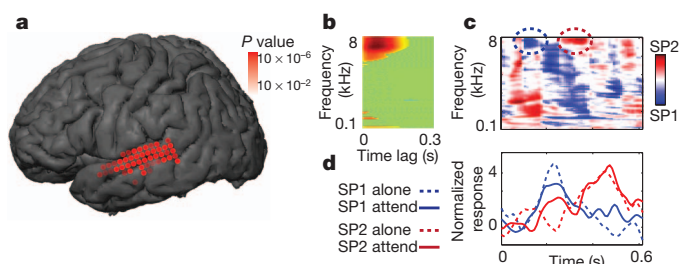 a
P value
10 × 10⁻⁶
10 × 10⁻²
b
Frequency
(kHz)
8
0.1
0
0.3
Time lag (s)
c
Frequency
(kHz)
8
0.1
SP2
SP1
d
SP1 alone
SP1 attend
SP2 alone
SP2 attend
Normalized
response
4
0
0
0.6
Time (s)